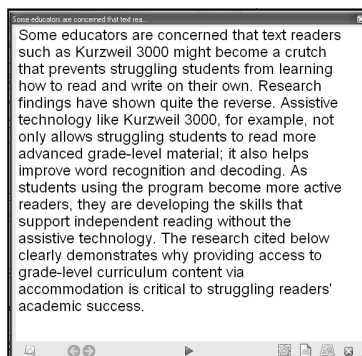 Some educators are concerned that text rea...
Some educators are concerned that text readers
such as Kurzweil 3000 might become a crutch
that prevents struggling students from learning
how to read and write on their own. Research
findings have shown quite the reverse. Assistive
technology like Kurzweil 3000, for example, not
only allows struggling students to read more
advanced grade-level material; it also helps
improve word recognition and decoding. As
students using the program become more active
readers, they are developing the skills that
support independent reading without the
assistive technology. The research cited below
clearly demonstrates why providing access to
grade-level curriculum content via
accommodation is critical to struggling readers'
academic success.